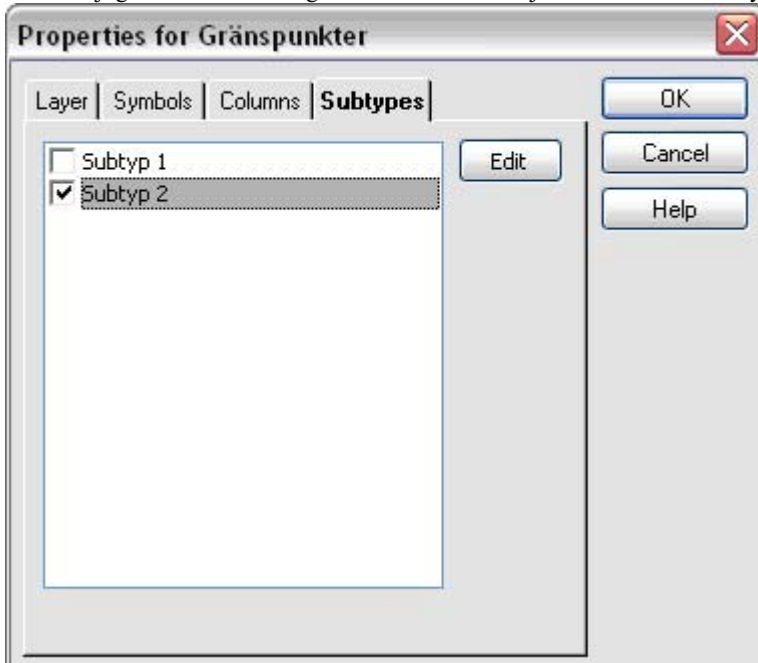 Properties for Gränspunkter
Layer Symbols Columns Subtypes
OK
Subtyp 1
Edit
Cancel
Subtyp 2
Help